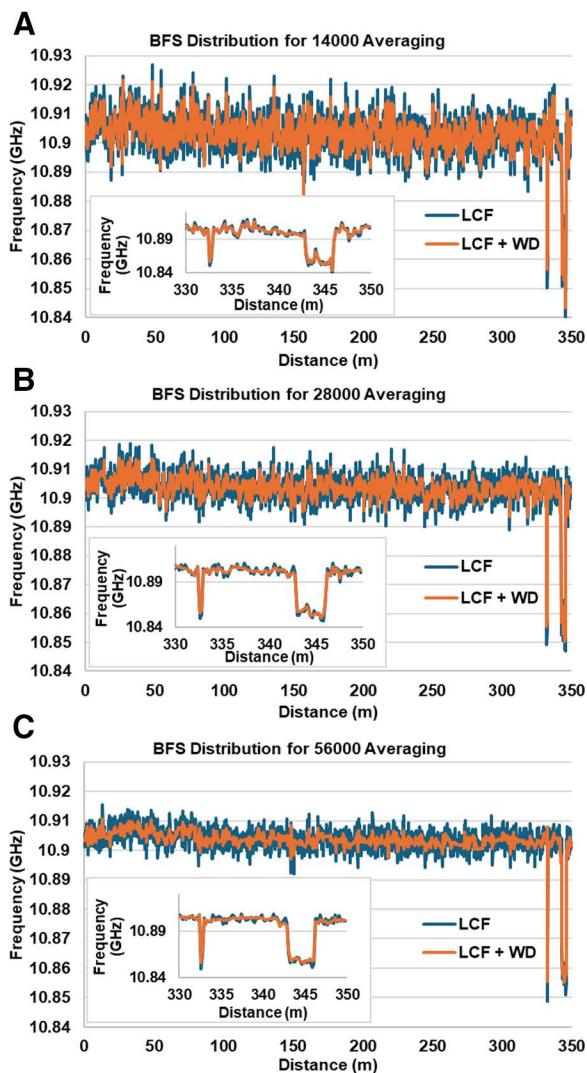 A
BFS Distribution for 14000 Averaging
Frequency (GHz)
10.93
10.92
10.91
10.9
10.89
10.88
10.87
10.86
10.85
10.84
0 50 100 150 200 250 300 350
Distance (m)
Frequency
(GHz)
10.89
10.84
330 335 340 345 350
Distance (m)
LCF
LCF + WD
B
BFS Distribution for 28000 Averaging
Frequency (GHz)
10.93
10.92
10.91
10.9
10.89
10.88
10.87
10.86
10.85
10.84
0 50 100 150 200 250 300 350
Distance (m)
Frequency
(GHz)
10.89
10.84
330 335 340 345 350
Distance (m)
LCF
LCF + WD
C
BFS Distribution for 56000 Averaging
Frequency (GHz)
10.93
10.92
10.91
10.9
10.89
10.88
10.87
10.86
10.85
10.84
0 50 100 150 200 250 300 350
Distance (m)
Frequency
(GHz)
10.89
10.84
330 335 340 345 350
Distance (m)
LCF
LCF + WD